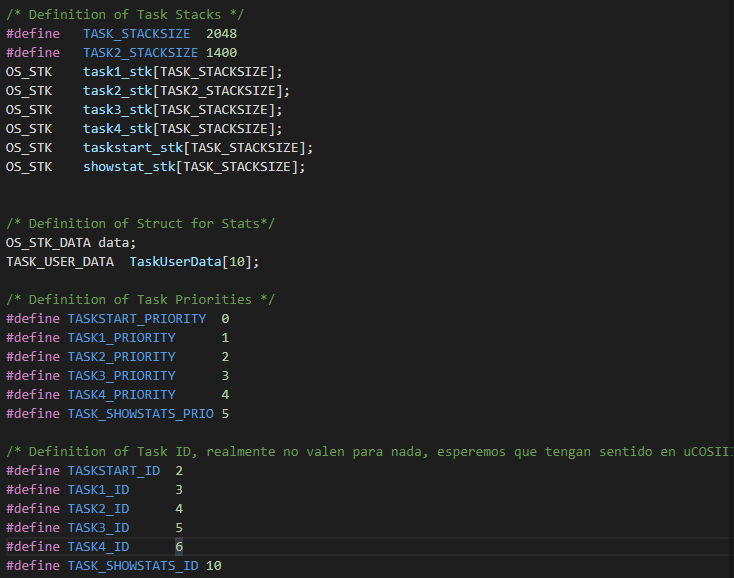 /* Definition of Task Stacks */
#define   TASK_STACKSIZE  2048
#define   TASK2_STACKSIZE 1400
OS_STK    task1_stk[TASK_STACKSIZE];
OS_STK    task2_stk[TASK2_STACKSIZE];
OS_STK    task3_stk[TASK_STACKSIZE];
OS_STK    task4_stk[TASK_STACKSIZE];
OS_STK    taskstart_stk[TASK_STACKSIZE];
OS_STK    showstat_stk[TASK_STACKSIZE];
/* Definition of Struct for Stats*/
OS_STK_DATA data;
TASK_USER_DATA  TaskUserData[10];
/* Definition of Task Priorities */
#define TASKSTART_PRIORITY  0
#define TASK1_PRIORITY      1
#define TASK2_PRIORITY      2
#define TASK3_PRIORITY      3
#define TASK4_PRIORITY      4
#define TASK_SHOWSTATS_PRIO 5
/* Definition of Task ID, realmente no valen para nada, esperemos que tengan sentido en uCOSIII
#define TASKSTART_ID  2
#define TASK1_ID      3
#define TASK2_ID      4
#define TASK3_ID      5
#define TASK4_ID      6
#define TASK_SHOWSTATS_ID 10